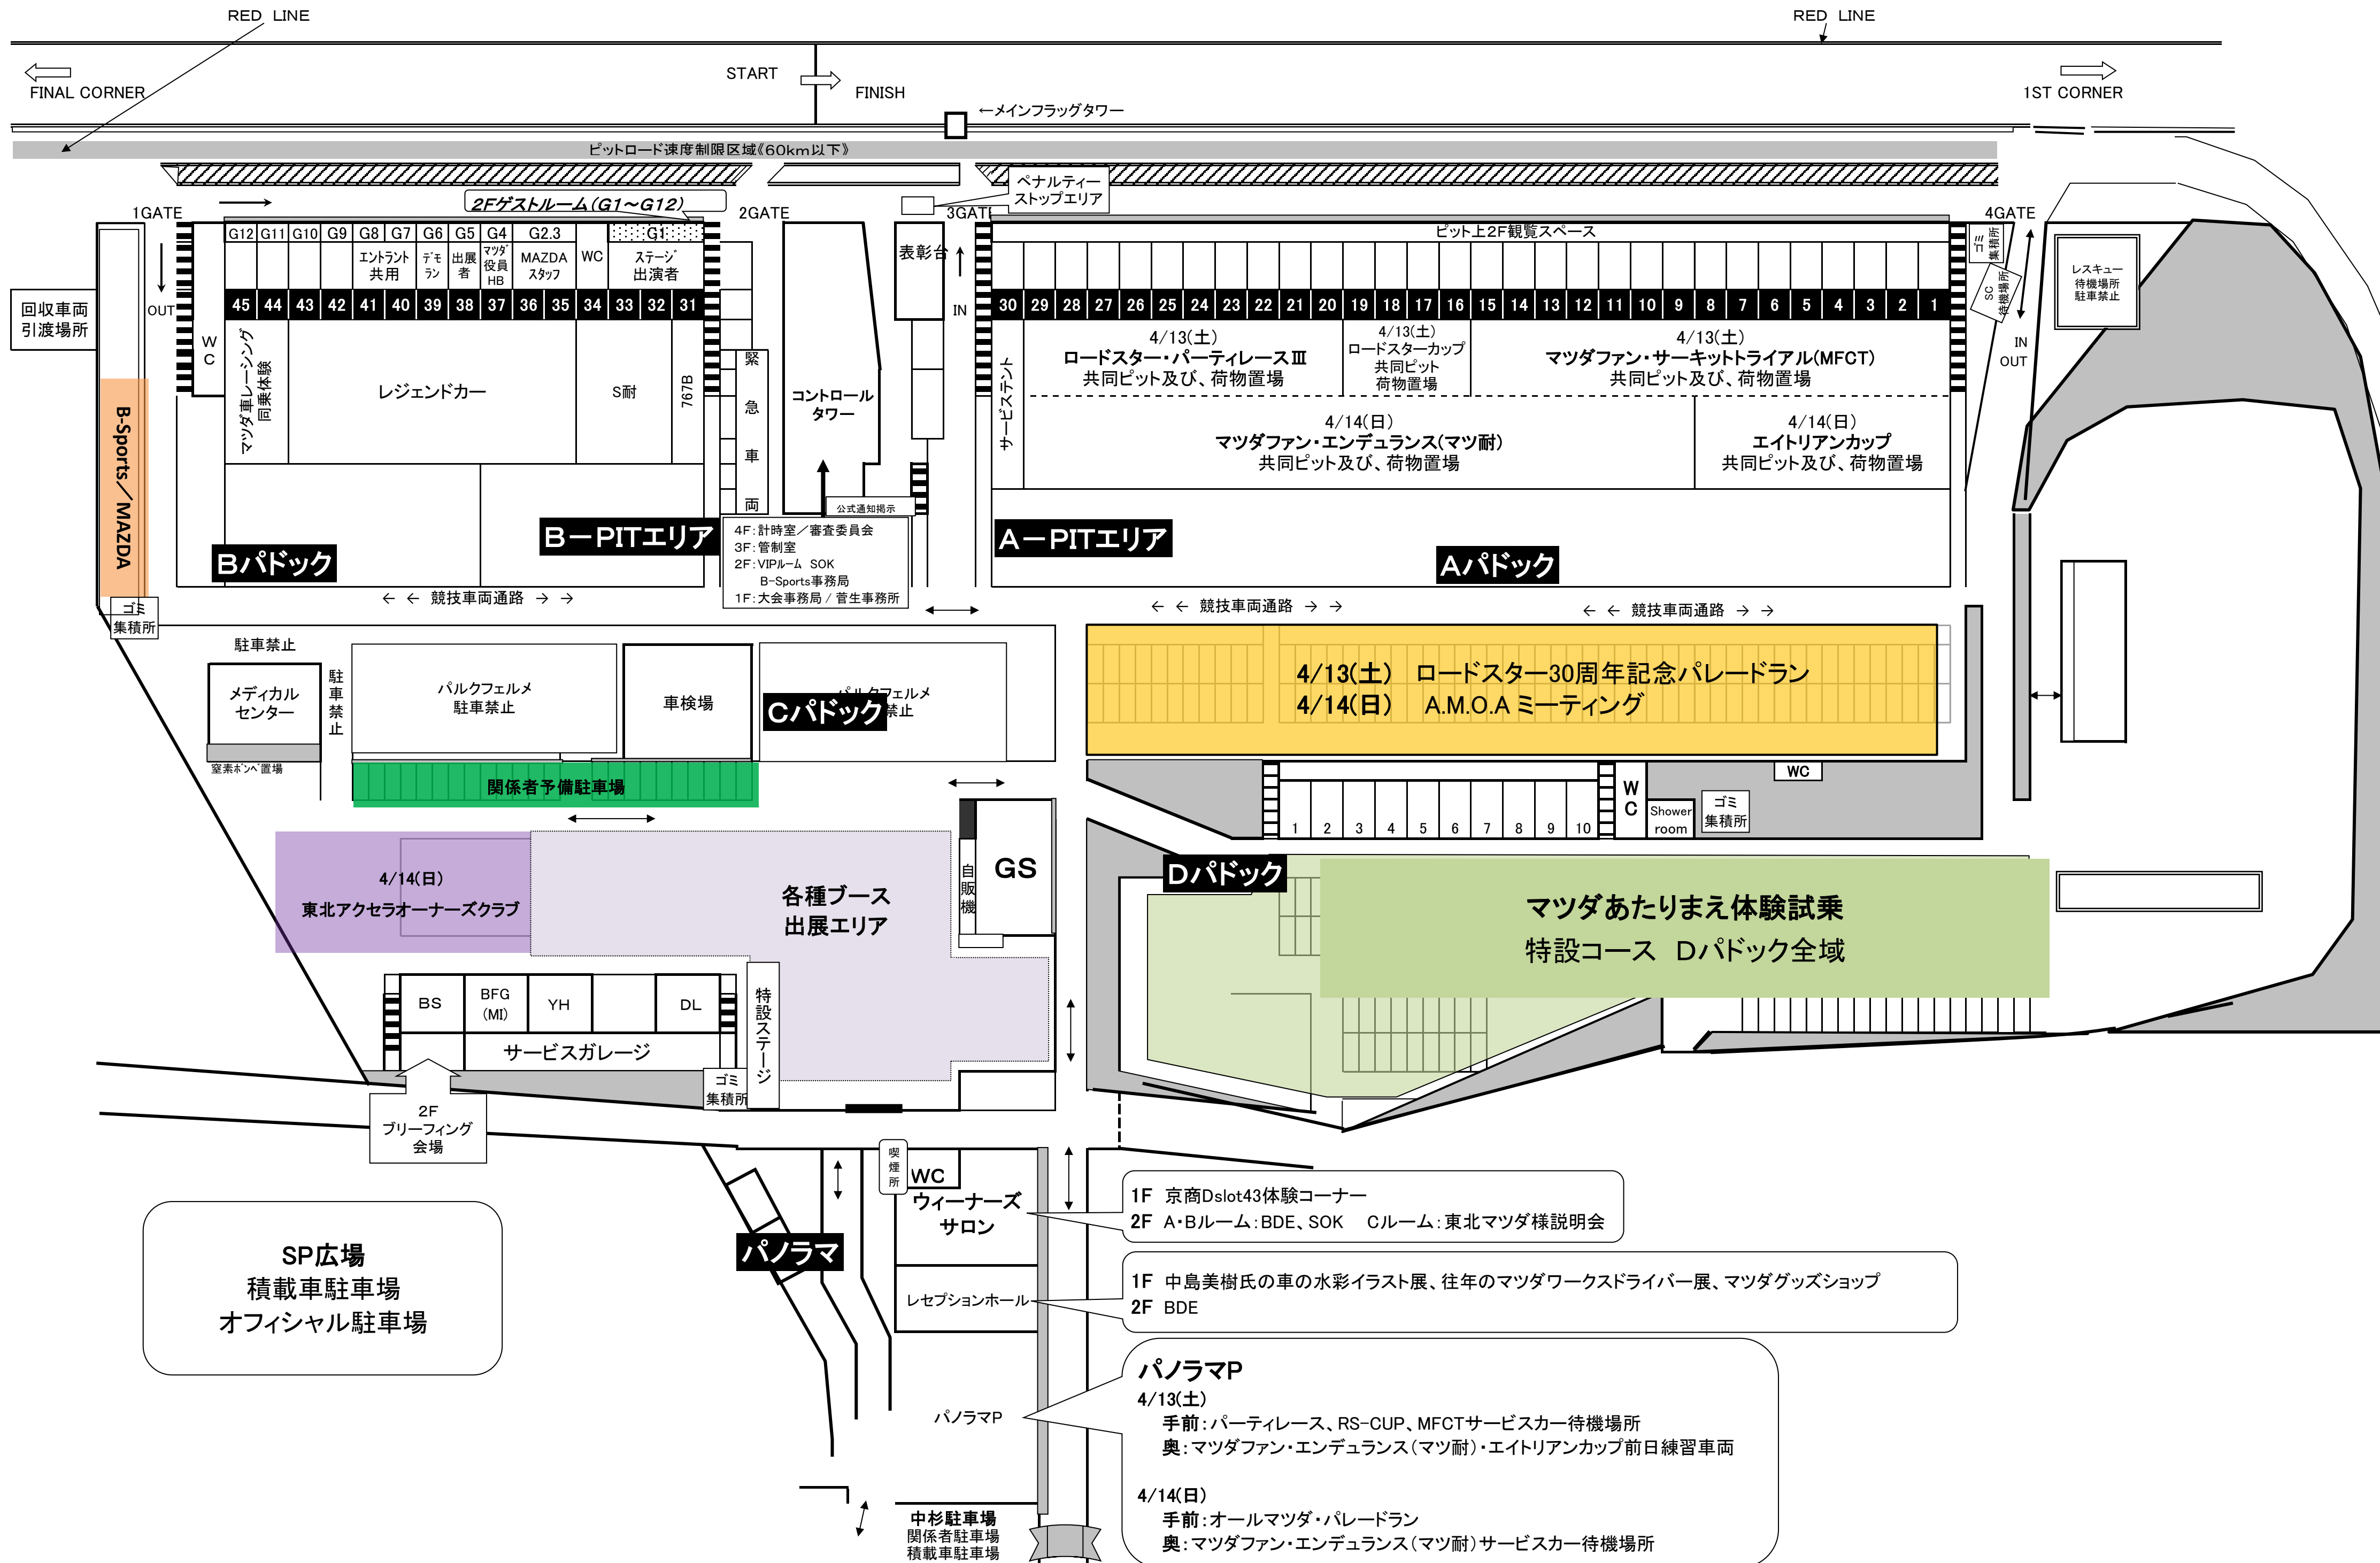 RED LINE
RED LINE
FINAL CORNER
START
FINISH
1ST CORNER
←メインフラッグタワー
ピットロード速度制限区域《60km以下》
ペナルティー
ストップエリア
1GATE
2Fゲストルーム(G1～G12)
2GATE
3GATE
4GATE
G12 G11 G10 G9 G8 G7 G6 G5 G4 G2.3 G1
エントラント
共用
デモ
ラン
出展
者
マツダ
役員
HB
MAZDA
スタッフ
WC
ステージ
出演者
表彰台
ピット上2F観覧スペース
ゴミ
集積所
SC
待機場所
レスキュー
待機場所
駐車禁止
回収車両
引渡場所
OUT
WC
45 44 43 42 41 40 39 38 37 36 35 34 33 32 31
IN
30 29 28 27 26 25 24 23 22 21 20 19 18 17 16 15 14 13 12 11 10 9 8 7 6 5 4 3 2 1
IN
OUT
マツダ車レーシング
同乗体験
レジェンドカー
S耐
767B
緊急車両
コントロール
タワー
サービステント
4/13(土)
ロードスター・パーティレースⅢ
共同ピット及び、荷物置場
4/13(土)
ロードスターカップ
共同ピット
荷物置場
4/13(土)
マツダファン・サーキットトライアル(MFCT)
共同ピット及び、荷物置場
4/14(日)
マツダファン・エンデュランス(マツ耐)
共同ピット及び、荷物置場
4/14(日)
エイトリアンカップ
共同ピット及び、荷物置場
B-Sports／MAZDA
公式通知掲示
Bパドック
B－PITエリア
4F：計時室／審査委員会
3F：管制室
2F：VIPルーム SOK
B-Sports事務局
1F：大会事務局 / 菅生事務所
A－PITエリア
Aパドック
← ← 競技車両通路 → →
← ← 競技車両通路 → →
← ← 競技車両通路 → →
ゴミ
集積所
駐車禁止
メディカル
センター
駐車禁止
窒素ボンベ置場
パルクフェルメ
駐車禁止
車検場
パルクフェルメ
禁止
Cパドック
4/13(土) ロードスター30周年記念パレードラン
4/14(日) A.M.O.A ミーティング
関係者予備駐車場
WC
1 2 3 4 5 6 7 8 9 10
WC
Shower
room
ゴミ
集積所
4/14(日)
東北アクセラオーナーズクラブ
各種ブース
出展エリア
自販機
GS
Dパドック
マツダあたりまえ体験試乗
特設コース Dパドック全域
BS
BFG
(MI)
YH
DL
サービスガレージ
特設ステージ
ゴミ
集積所
2F
ブリーフィング
会場
喫煙所
WC
ウィーナーズ
サロン
1F 京商Dslot43体験コーナー
2F A・Bルーム：BDE、SOK Cルーム：東北マツダ様説明会
パノラマ
SP広場
積載車駐車場
オフィシャル駐車場
レセプションホール
1F 中島美樹氏の車の水彩イラスト展、往年のマツダワークスドライバー展、マツダグッズショップ
2F BDE
パノラマP
パノラマP
4/13(土)
手前：パーティレース、RS-CUP、MFCTサービスカー待機場所
奥：マツダファン・エンデュランス（マツ耐）・エイトリアンカップ前日練習車両
4/14(日)
手前：オールマツダ・パレードラン
奥：マツダファン・エンデュランス（マツ耐）サービスカー待機場所
中杉駐車場
関係者駐車場
積載車駐車場